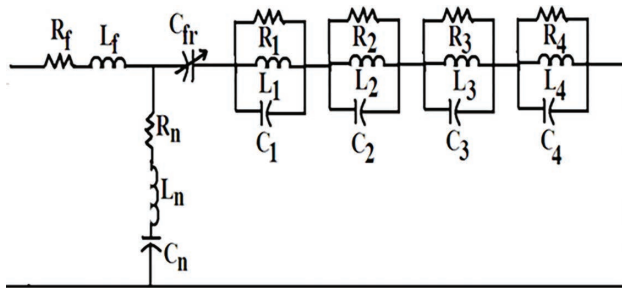 Rf Lf Cfr R1 R2 R3 R4
L1 L2 L3 L4
C1 C2 C3 C4
Rn
Ln
Cn